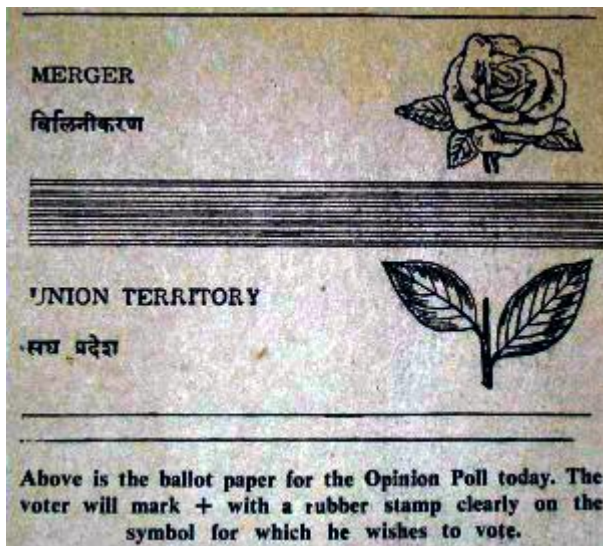 MERGER
विलिनीकरण
UNION TERRITORY
संघ प्रदेश
Above is the ballot paper for the Opinion Poll today. The
voter will mark + with a rubber stamp clearly on the
symbol for which he wishes to vote.